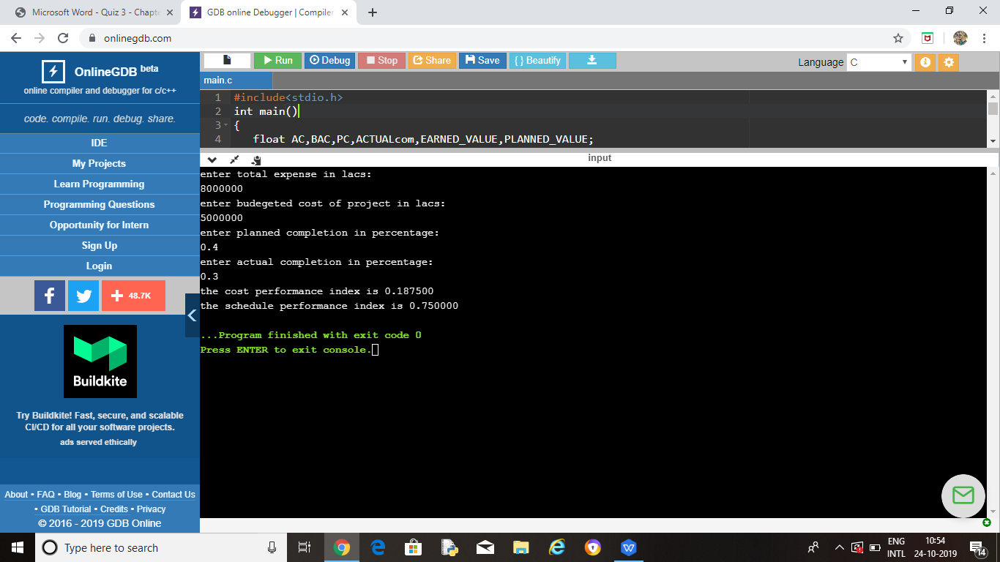 Microsoft Word - Quiz 3 - Chapte
GDB online Debugger | Compiler
onlinegdb.com
OnlineGDB beta
online compiler and debugger for c/c++
code. compile. run. debug. share.
IDE
My Projects
Learn Programming
Programming Questions
Opportunity for Intern
Sign Up
Login
48.7K
Buildkite
Try Buildkite! Fast, secure, and scalable
CI/CD for all your software projects.
ads served ethically
About • FAQ • Blog • Terms of Use • Contact Us
• GDB Tutorial • Credits • Privacy
© 2016 - 2019 GDB Online
Run Debug Stop Share Save { } Beautify
Language C
main.c
1 #include<stdio.h>
2 int main()
3 {
4 float AC,BAC,PC,ACTUALcom,EARNED_VALUE,PLANNED_VALUE;
input
enter total expense in lacs:
8000000
enter budegeted cost of project in lacs:
5000000
enter planned completion in percentage:
0.4
enter actual completion in percentage:
0.3
the cost performance index is 0.187500
the schedule performance index is 0.750000
...Program finished with exit code 0
Press ENTER to exit console.
Type here to search
ENG
INTL
10:54
24-10-2019
14